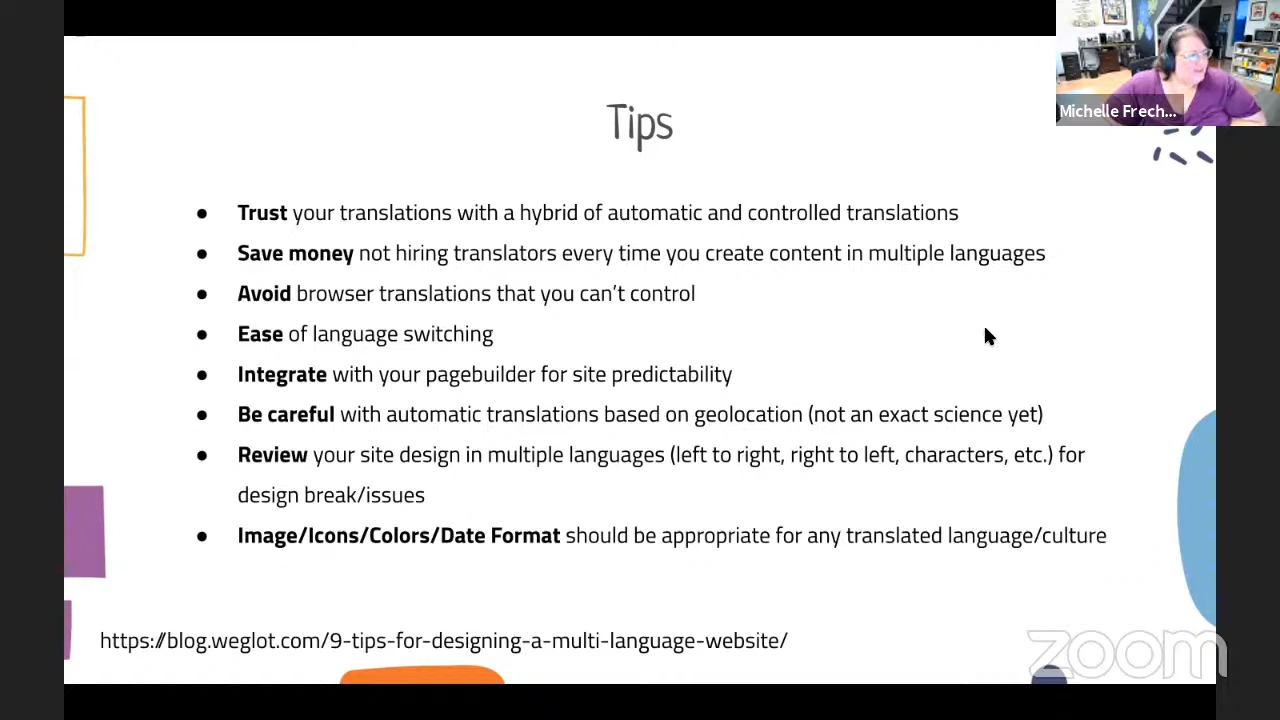 Michelle Frech...
Tips
● Trust your translations with a hybrid of automatic and controlled translations
● Save money not hiring translators every time you create content in multiple languages
● Avoid browser translations that you can't control
● Ease of language switching
● Integrate with your pagebuilder for site predictability
● Be careful with automatic translations based on geolocation (not an exact science yet)
● Review your site design in multiple languages (left to right, right to left, characters, etc.) for
design break/issues
● Image/Icons/Colors/Date Format should be appropriate for any translated language/culture
https://blog.weglot.com/9-tips-for-designing-a-multi-language-website/
zoom